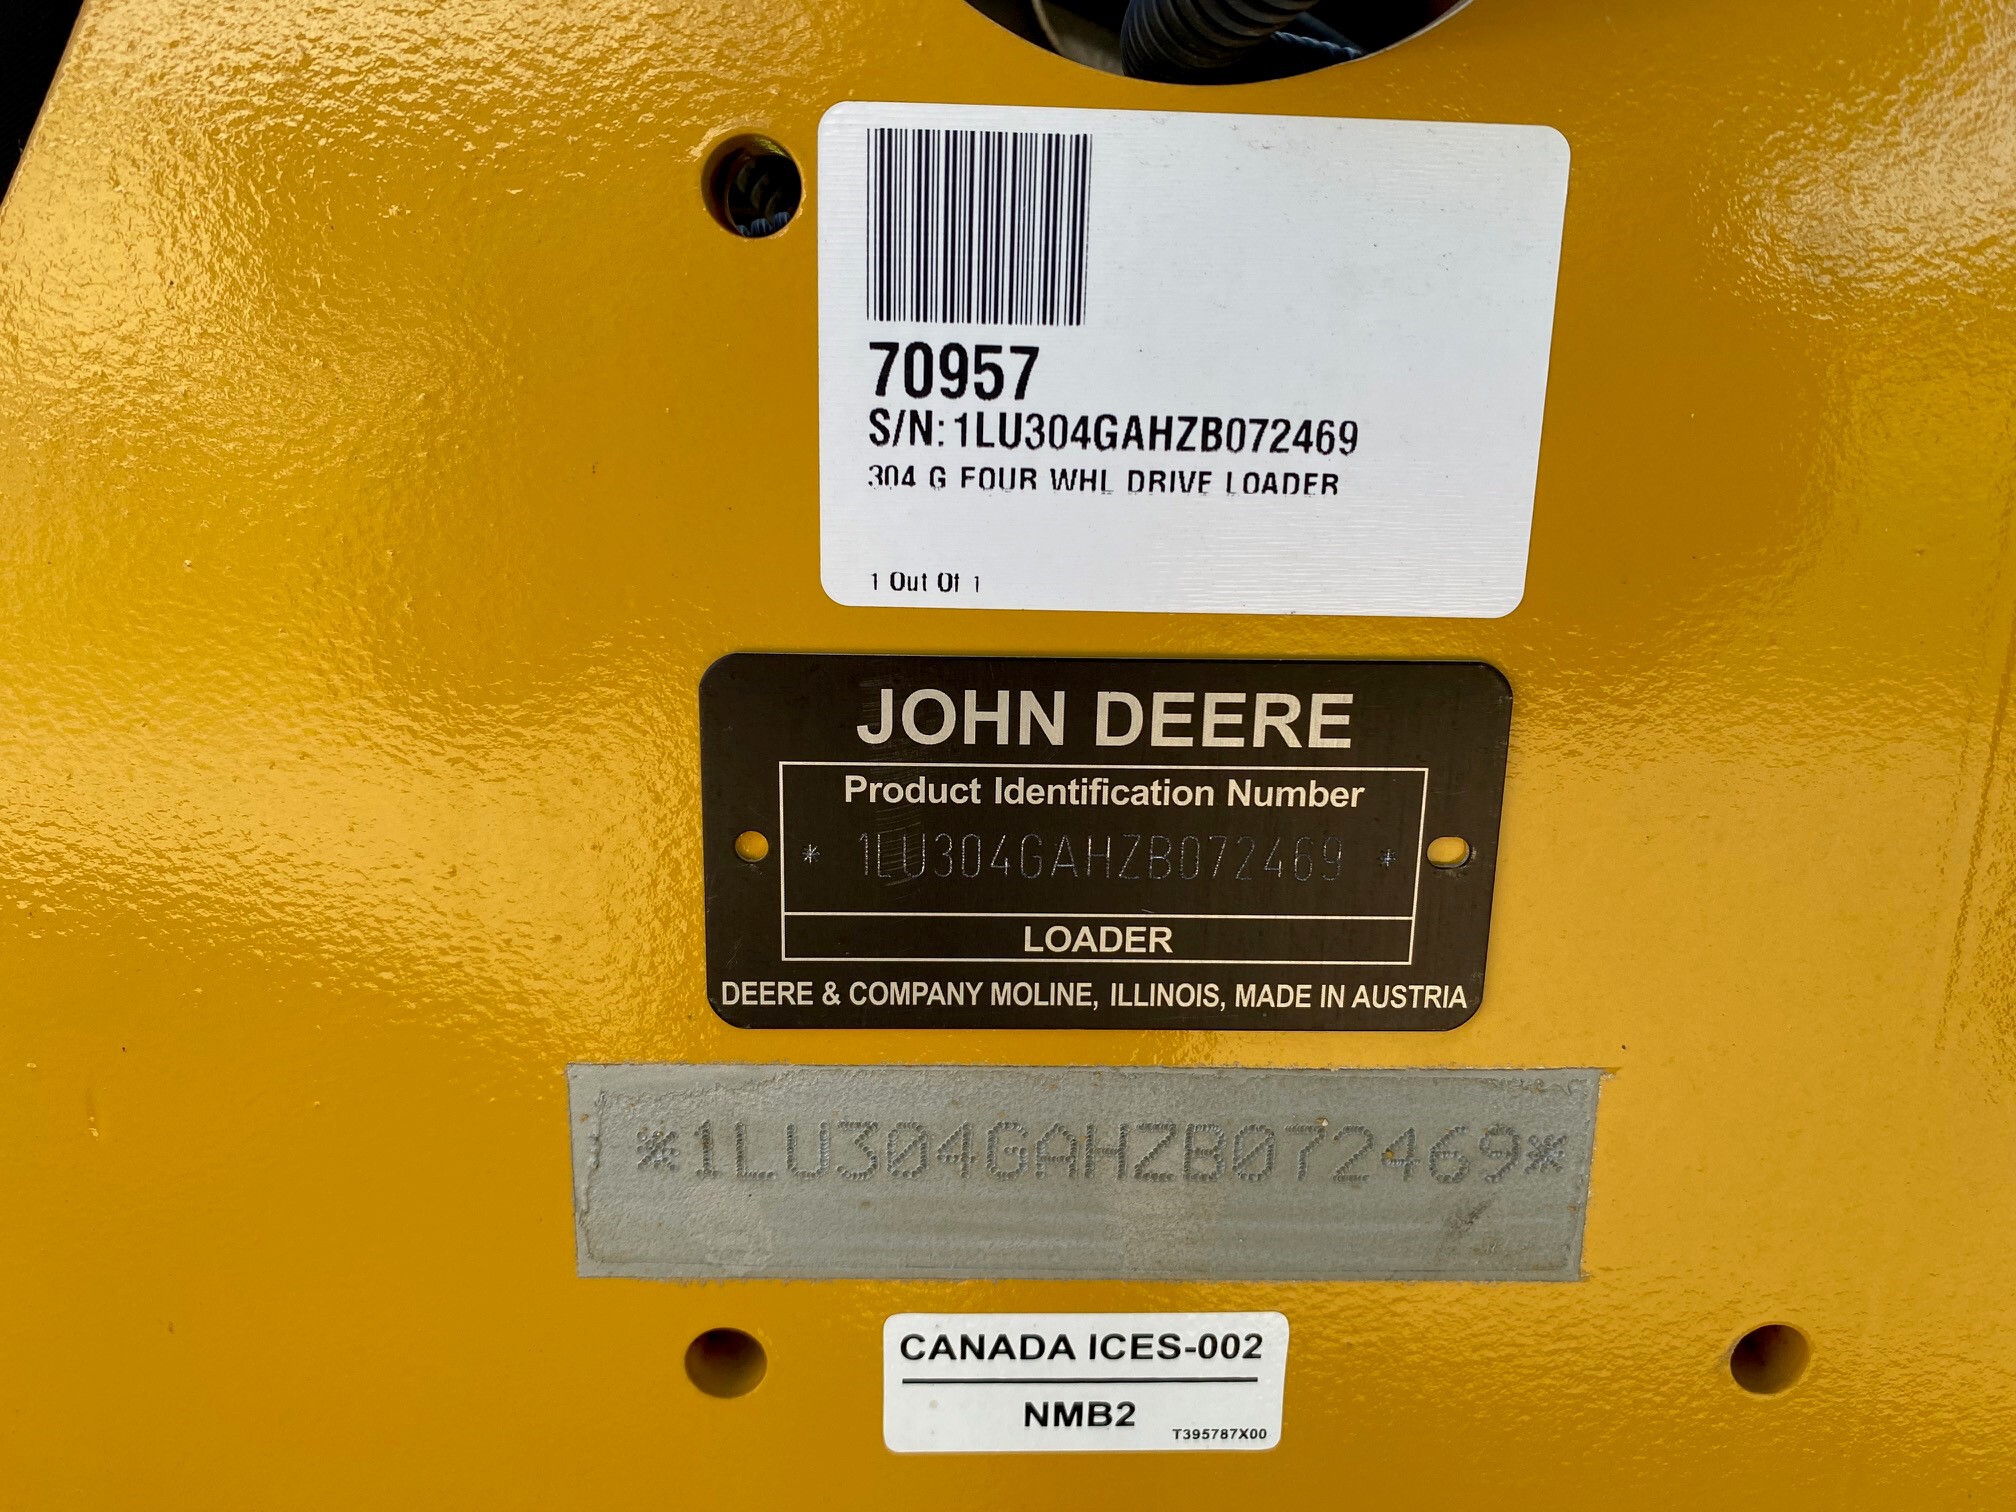 70957
S/N: 1LU304GAHZB072469
304 G FOUR WHL DRIVE LOADER
1 Out Of 1
JOHN DEERE
Product Identification Number
* 1LU304GAHZB072469 *
LOADER
DEERE & COMPANY MOLINE, ILLINOIS, MADE IN AUSTRIA
*1LU304GAHZB072469*
CANADA ICES-002
NMB2
T395787X00